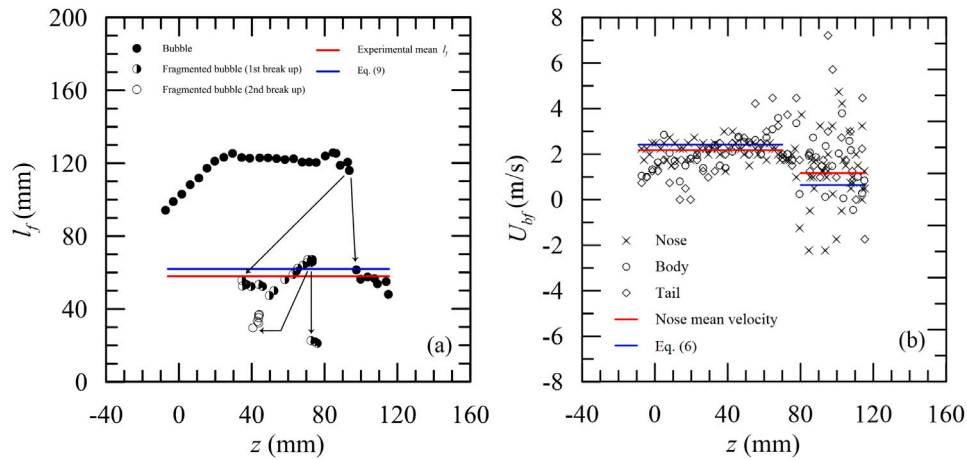 200
160
120
80
40
0
l_f (mm)
Bubble
Fragmented bubble (1st break up)
Fragmented bubble (2nd break up)
Experimental mean l_f
Eq. (9)
(a)
-40 0 40 80 120 160
z (mm)
8
6
4
2
0
-2
-4
-6
-8
U_bf (m/s)
Nose
Body
Tail
Nose mean velocity
Eq. (6)
(b)
-40 0 40 80 120 160
z (mm)